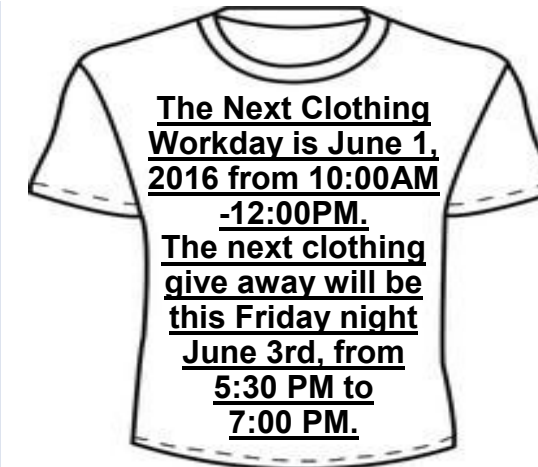 The Next Clothing
Workday is June 1,
2016 from 10:00AM
-12:00PM.
The next clothing
give away will be
this Friday night
June 3rd, from
5:30 PM to
7:00 PM.